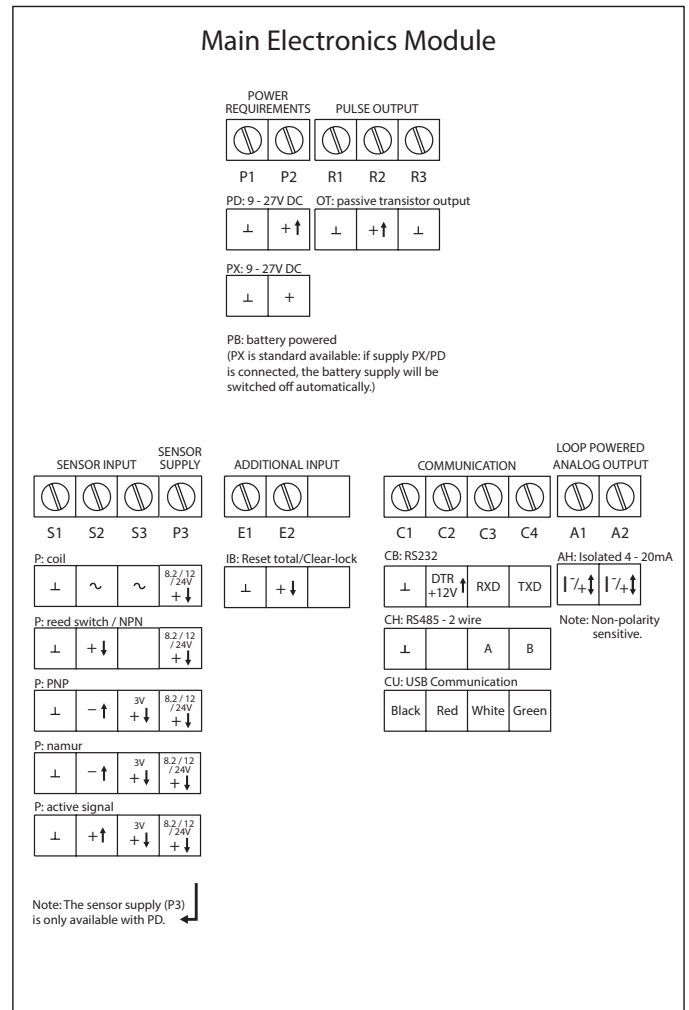 Main Electronics Module
POWER
REQUIREMENTS
PULSE OUTPUT
P1 P2 R1 R2 R3
PD: 9 - 27V DC
OT: passive transistor output
⊥ +↑ ⊥ +↑ ⊥
PX: 9 - 27V DC
⊥ +
PB: battery powered
(PX is standard available: if supply PX/PD
is connected, the battery supply will be
switched off automatically.)
SENSOR INPUT
SENSOR
SUPPLY
S1 S2 S3 P3
P: coil
⊥ ~ ~ 8.2 / 12
/ 24V
+↓
P: reed switch / NPN
⊥ +↓ 8.2 / 12
/ 24V
+↓
P: PNP
⊥ −↑ 3V +↓ 8.2 / 12
/ 24V
+↓
P: namur
⊥ −↑ 3V +↓ 8.2 / 12
/ 24V
+↓
P: active signal
⊥ +↑ 3V +↓ 8.2 / 12
/ 24V
+↓
Note: The sensor supply (P3)
is only available with PD.
ADDITIONAL INPUT
E1 E2
IB: Reset total/Clear-lock
⊥ +↓
COMMUNICATION
C1 C2 C3 C4
CB: RS232
⊥ DTR
+12V ↑ RXD TXD
CH: RS485 - 2 wire
⊥ A B
CU: USB Communication
Black Red White Green
LOOP POWERED
ANALOG OUTPUT
A1 A2
AH: Isolated 4 - 20mA
I -/+↕ I -/+↕
Note: Non-polarity
sensitive.